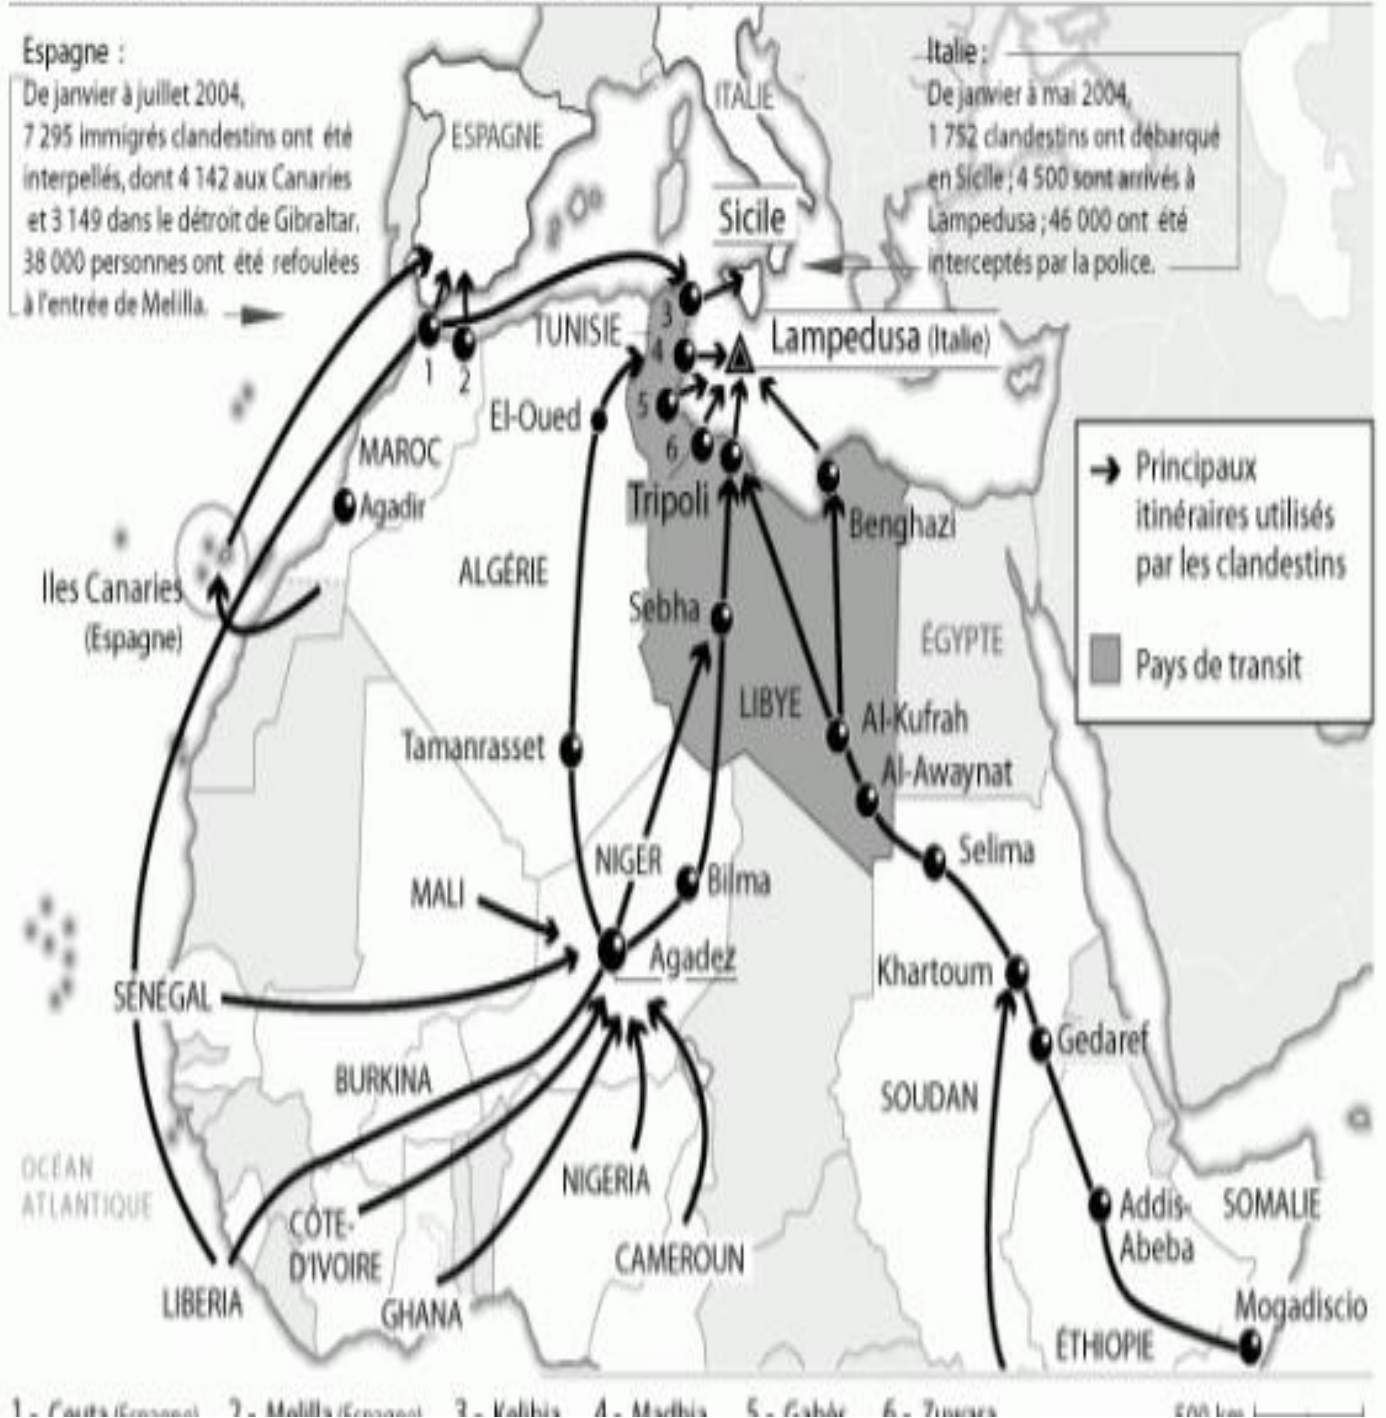 Espagne :
De janvier à juillet 2004,
7 295 immigrés clandestins ont été
interpellés, dont 4 142 aux Canaries
et 3 149 dans le détroit de Gibraltar.
38 000 personnes ont été refoulées
à l'entrée de Melilla.
Italie :
De janvier à mai 2004,
1 752 clandestins ont débarqué
en Sicile ; 4 500 sont arrivés à
Lampedusa ; 46 000 ont été
interceptés par la police.
ITALIE
ESPAGNE
Sicile
TUNISIE
3
Lampedusa (Italie)
4
1
2
El-Oued
5
6
MAROC
Agadir
Tripoli
Benghazi
Principaux
itinéraires utilisés
par les clandestins
Pays de transit
ALGÉRIE
Iles Canaries
(Espagne)
Sebha
ÉGYPTE
LIBYE
Al-Kufrah
Tamanrasset
Al-Awaynat
Selima
NIGER
Bilma
MALI
Agadez
Khartoum
SÉNÉGAL
Gedaref
BURKINA
SOUDAN
OCÉAN
ATLANTIQUE
NIGERIA
CÔTE-
D'IVOIRE
Addis-
Abeba
SOMALIE
CAMEROUN
LIBERIA
GHANA
Mogadiscio
ÉTHIOPIE
1 - Ceuta (Espagne) 2 - Melilla (Espagne) 3 - Kelibia 4 - Madhia 5 - Gabès 6 - Zuwara
500 km